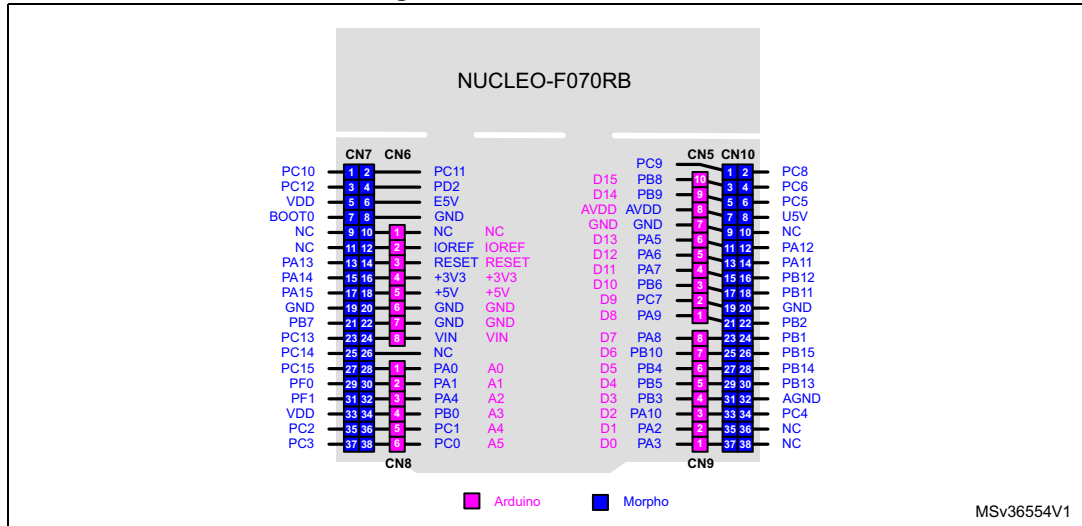 NUCLEO-F070RB
CN7 CN6 CN5 CN10
PC9
PC10 1 2 PC11 1 2 PC8
PC12 3 4 PD2 D15 PB8 10 3 4 PC6
VDD 5 6 E5V D14 PB9 9 5 6 PC5
BOOT0 7 8 GND AVDD AVDD 8 7 8 U5V
NC 9 10 1 NC NC GND GND 7 9 10 NC
NC 11 12 2 IOREF IOREF D13 PA5 6 11 12 PA12
PA13 13 14 3 RESET RESET D12 PA6 5 13 14 PA11
PA14 15 16 4 +3V3 +3V3 D11 PA7 4 15 16 PB12
PA15 17 18 5 +5V +5V D10 PB6 3 17 18 PB11
GND 19 20 6 GND GND D9 PC7 2 19 20 GND
PB7 21 22 7 GND GND D8 PA9 1 21 22 PB2
PC13 23 24 8 VIN VIN D7 PA8 8 23 24 PB1
PC14 25 26 NC D6 PB10 7 25 26 PB15
PC15 27 28 1 PA0 A0 D5 PB4 6 27 28 PB14
PF0 29 30 2 PA1 A1 D4 PB5 5 29 30 PB13
PF1 31 32 3 PA4 A2 D3 PB3 4 31 32 AGND
VDD 33 34 4 PB0 A3 D2 PA10 3 33 34 PC4
PC2 35 36 5 PC1 A4 D1 PA2 2 35 36 NC
PC3 37 38 6 PC0 A5 D0 PA3 1 37 38 NC
CN8 CN9
Arduino Morpho
MSv36554V1